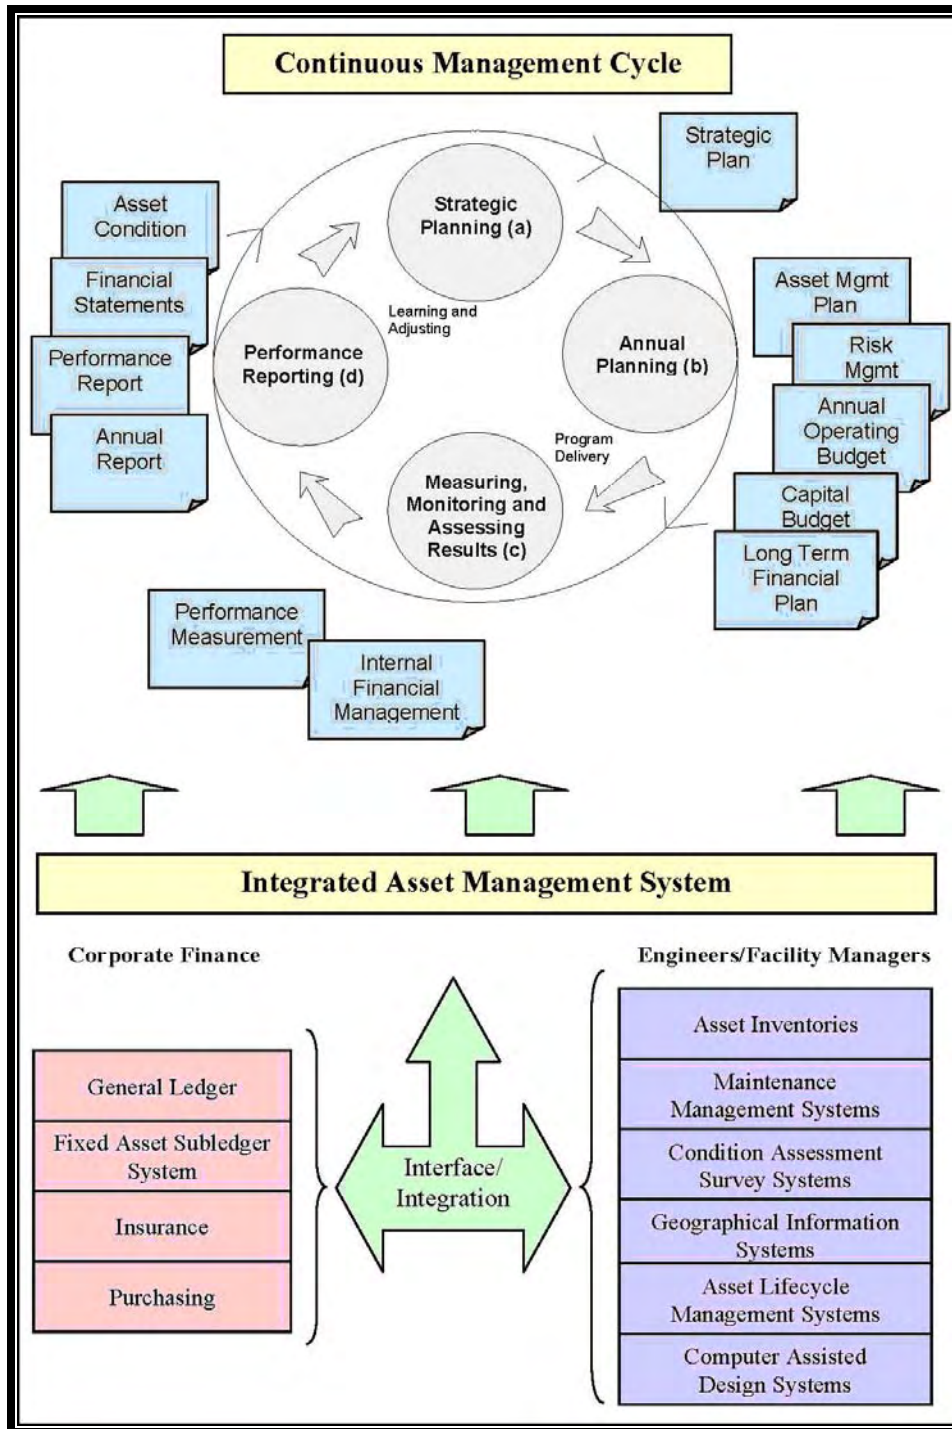 Continuous Management Cycle
Strategic
Plan
Asset
Condition
Financial
Statements
Performance
Report
Annual
Report
Strategic
Planning (a)
Learning and
Adjusting
Performance
Reporting (d)
Annual
Planning (b)
Program
Delivery
Measuring,
Monitoring and
Assessing
Results (c)
Asset Mgmt
Plan
Risk
Mgmt
Annual
Operating
Budget
Capital
Budget
Long Term
Financial
Plan
Performance
Measurement
Internal
Financial
Management
Integrated Asset Management System
Corporate Finance
General Ledger
Fixed Asset Subledger
System
Insurance
Purchasing
Interface/
Integration
Engineers/Facility Managers
Asset Inventories
Maintenance
Management Systems
Condition Assessment
Survey Systems
Geographical Information
Systems
Asset Lifecycle
Management Systems
Computer Assisted
Design Systems